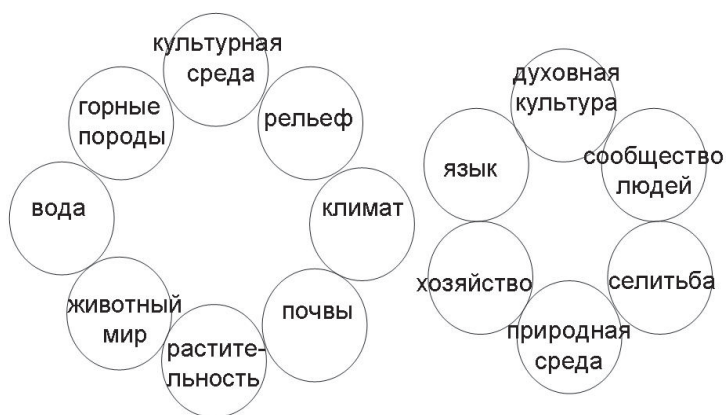 культурная
среда
рельеф
климат
почвы
растите-
льность
животный
мир
вода
горные
породы
духовная
культура
сообщество
людей
селитьба
природная
среда
хозяйство
язык